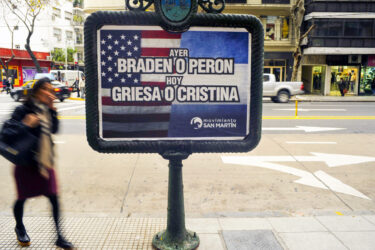 AYER
BRADEN O PERON
HOY
GRIESA O CRISTINA
movimiento
SAN MARTÍN